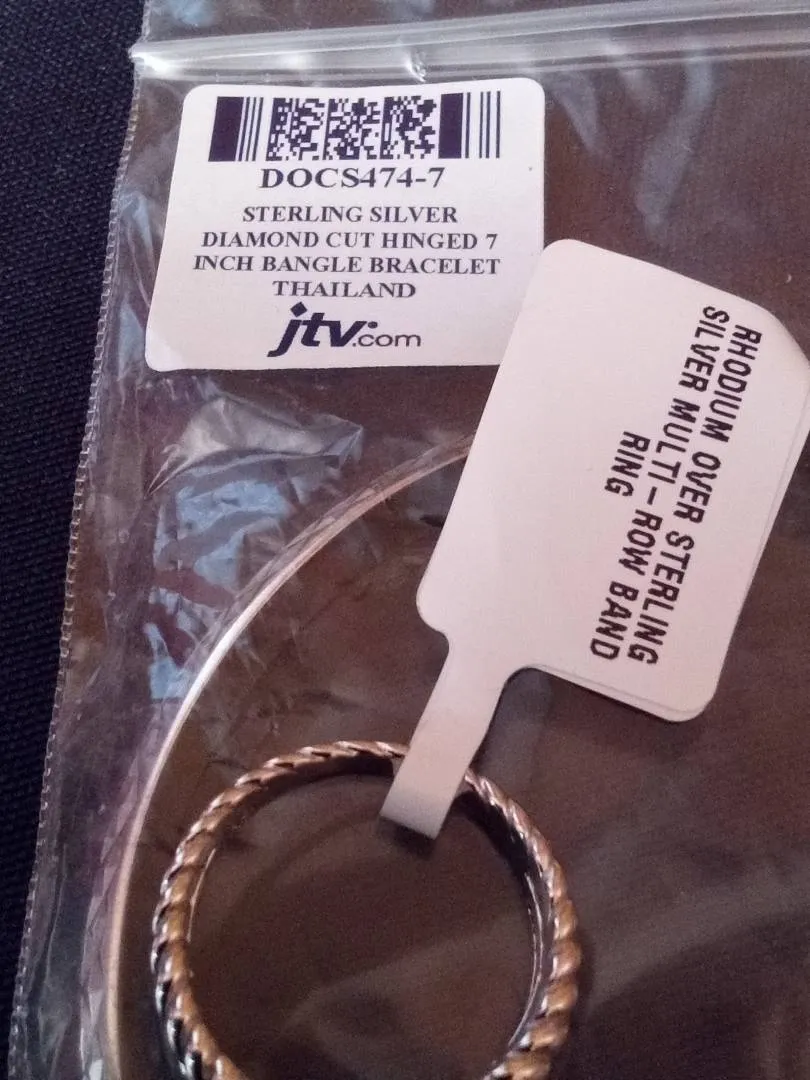 DOCS474-7
STERLING SILVER
DIAMOND CUT HINGED 7
INCH BANGLE BRACELET
THAILAND
jtv.com
RHODIUM OVER STERLING
SILVER MULTI-ROW BAND
RING